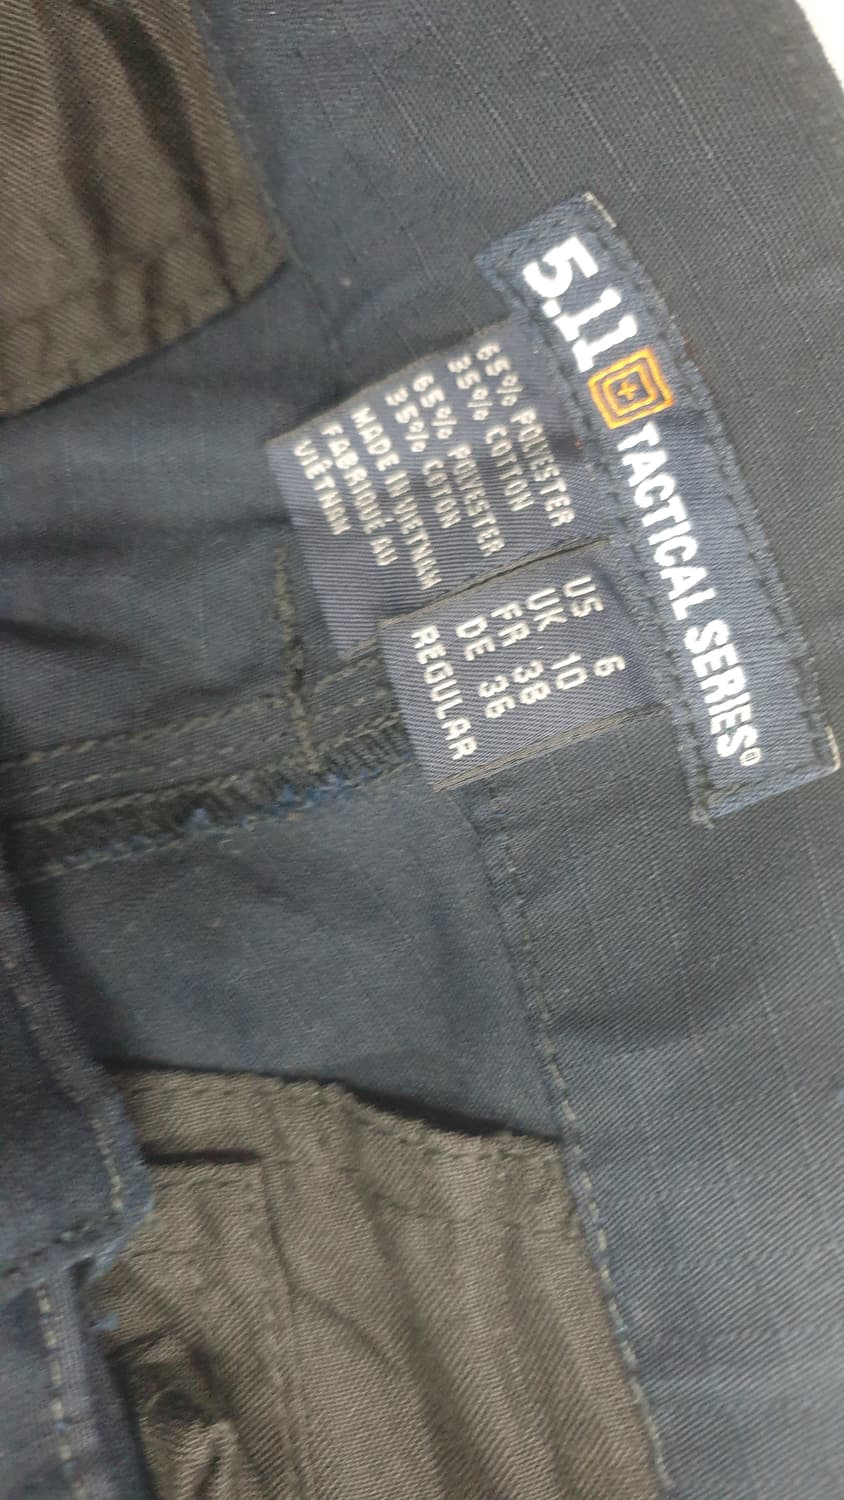 5.11 TACTICAL SERIES®
65% POLYESTER
35% COTTON
65% POLYESTER
35% COTON
MADE IN VIETNAM
FABRIQUÉ AU
VIÊTNAM
US 6
UK 10
FR 38
DE 36
REGULAR